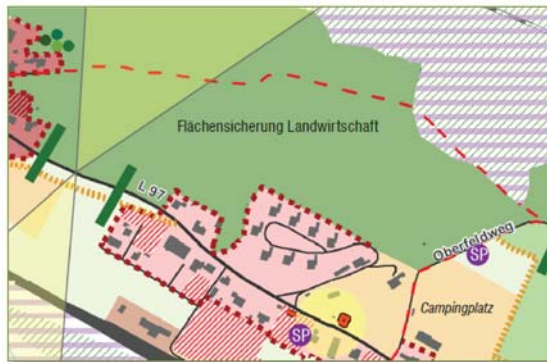 Flächensicherung Landwirtschaft
L 97
Oberfeldweg
SP
Campingplatz
SP